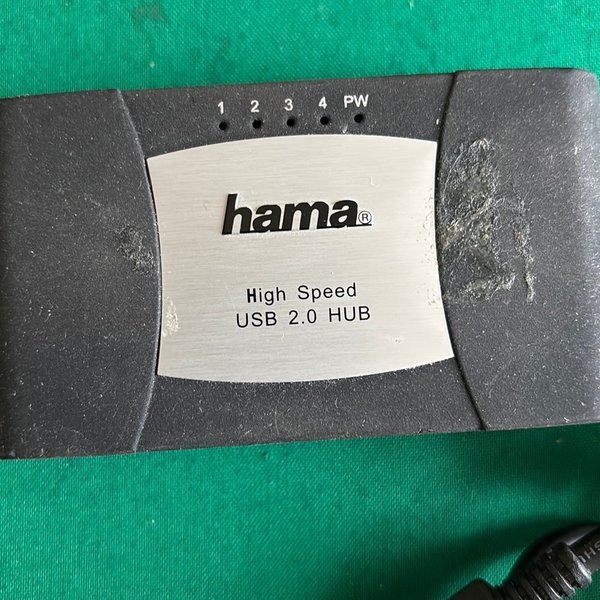 1 2 3 4 PW
hama®
High Speed
USB 2.0 HUB